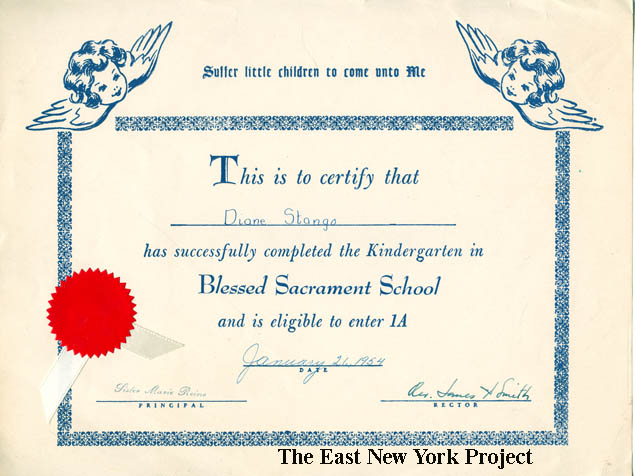 Suffer little children to come unto Me
This is to certify that
Diane Stango
has successfully completed the Kindergarten in
Blessed Sacrament School
and is eligible to enter 1A
January 21, 1954
DATE
Sister Marie
PRINCIPAL
Rev. James H Smith
RECTOR
The East New York Project